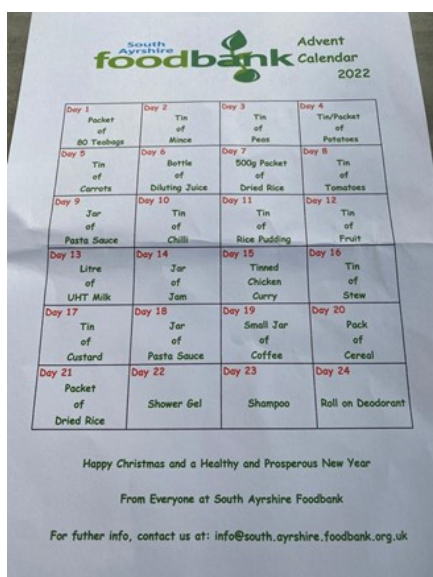 South
Ayrshire
foodbank
Advent
Calendar
2022
Day 1
Packet
of
80 Teabags
Day 2
Tin
of
Mince
Day 3
Tin
of
Peas
Day 4
Tin/Packet
of
Potatoes
Day 5
Tin
of
Carrots
Day 6
Bottle
of
Diluting Juice
Day 7
500g Packet
of
Dried Rice
Day 8
Tin
of
Tomatoes
Day 9
Jar
of
Pasta Sauce
Day 10
Tin
of
Chilli
Day 11
Tin
of
Rice Pudding
Day 12
Tin
of
Fruit
Day 13
Litre
of
UHT Milk
Day 14
Jar
of
Jam
Day 15
Tinned
Chicken
Curry
Day 16
Tin
of
Stew
Day 17
Tin
of
Custard
Day 18
Jar
of
Pasta Sauce
Day 19
Small Jar
of
Coffee
Day 20
Pack
of
Cereal
Day 21
Packet
of
Dried Rice
Day 22
Shower Gel
Day 23
Shampoo
Day 24
Roll on Deodorant
Happy Christmas and a Healthy and Prosperous New Year
From Everyone at South Ayrshire Foodbank
For futher info, contact us at: info@south.ayrshire.foodbank.org.uk